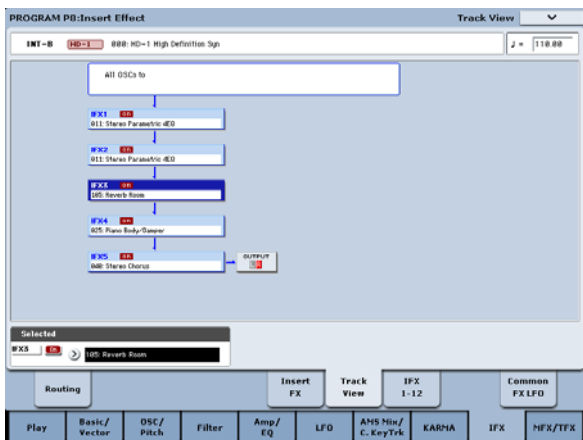 PROGRAM P8:Insert Effect
Track View
INT-B HD-1 000: HD-1 High Definition Syn
♩ = 110.00
All OSCs to
IFX1 On
011: Stereo Parametric 4EQ
IFX2 On
011: Stereo Parametric 4EQ
IFX3 On
105: Reverb Room
IFX4 On
025: Piano Body/Damper
IFX5 On
040: Stereo Chorus
OUTPUT
Selected
IFX3 On 105: Reverb Room
Routing
Insert FX
Track View
IFX 1-12
Common FX LFO
Play
Basic/ Vector
OSC/ Pitch
Filter
Amp/ EQ
LFO
AMS Mix/ C. KeyTrk
KARMA
IFX
MFX/TFX